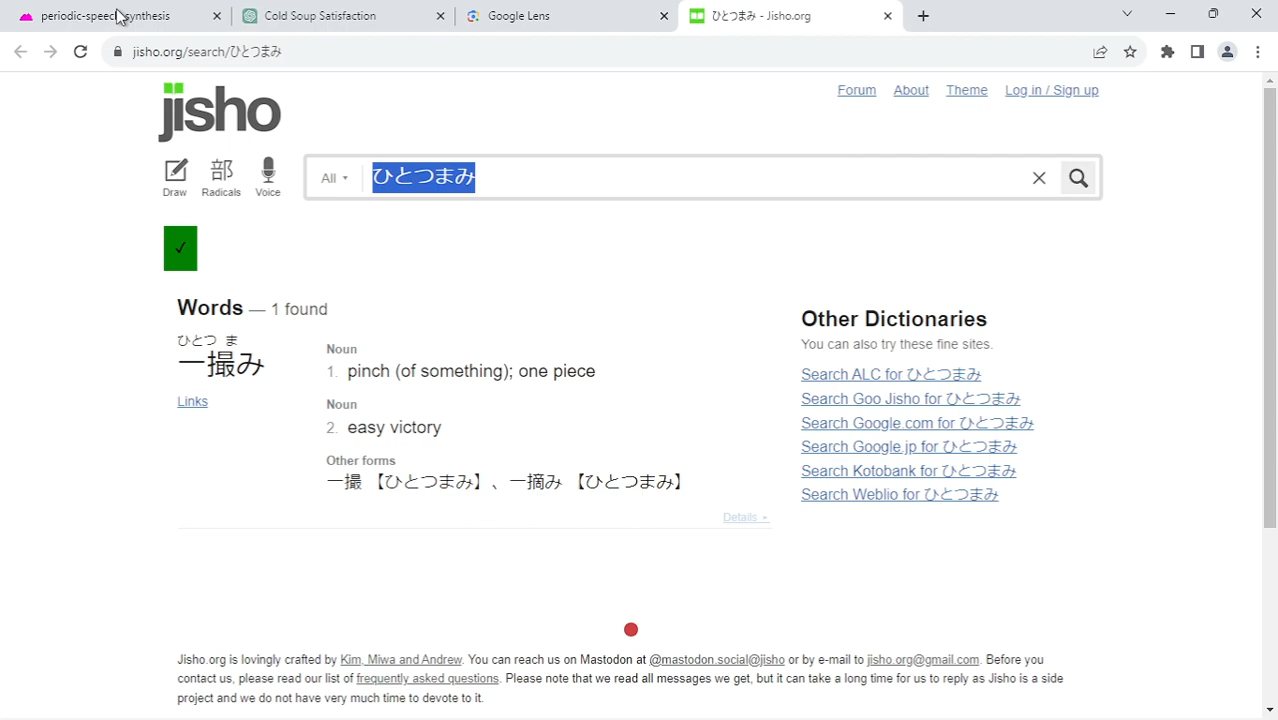 periodic-speech-synthesis
Cold Soup Satisfaction
Google Lens
ひとつまみ - Jisho.org
jisho.org/search/ひとつまみ
Forum About Theme Log in / Sign up
jisho
Draw
部
Radicals
Voice
All
ひとつまみ
✓
Words — 1 found
ひとつ ま
一撮み
Links
Noun
1. pinch (of something); one piece
Noun
2. easy victory
Other forms
一撮 【ひとつまみ】、一摘み 【ひとつまみ】
Details
Other Dictionaries
You can also try these fine sites.
Search ALC for ひとつまみ
Search Goo Jisho for ひとつまみ
Search Google.com for ひとつまみ
Search Google.jp for ひとつまみ
Search Kotobank for ひとつまみ
Search Weblio for ひとつまみ
Jisho.org is lovingly crafted by Kim, Miwa and Andrew. You can reach us on Mastodon at @mastodon.social@jisho or by e-mail to jisho.org@gmail.com. Before you
contact us, please read our list of frequently asked questions. Please note that we read all messages we get, but it can take a long time for us to reply as Jisho is a side
project and we do not have very much time to devote to it.